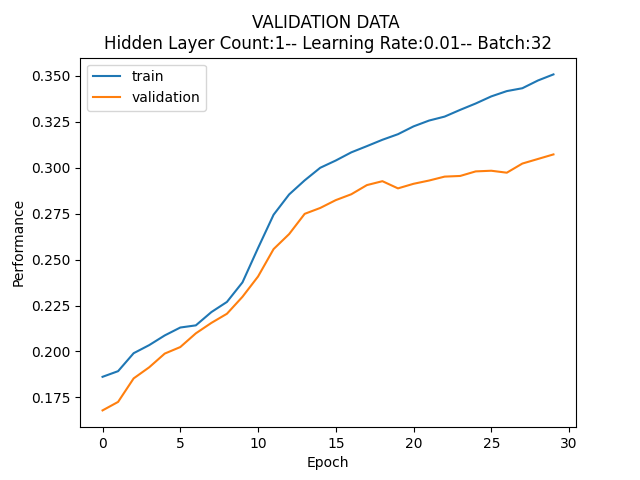 VALIDATION DATA
Hidden Layer Count:1-- Learning Rate:0.01-- Batch:32
train
validation
0.350
0.325
0.300
0.275
0.250
0.225
0.200
0.175
Performance
0 5 10 15 20 25 30
Epoch